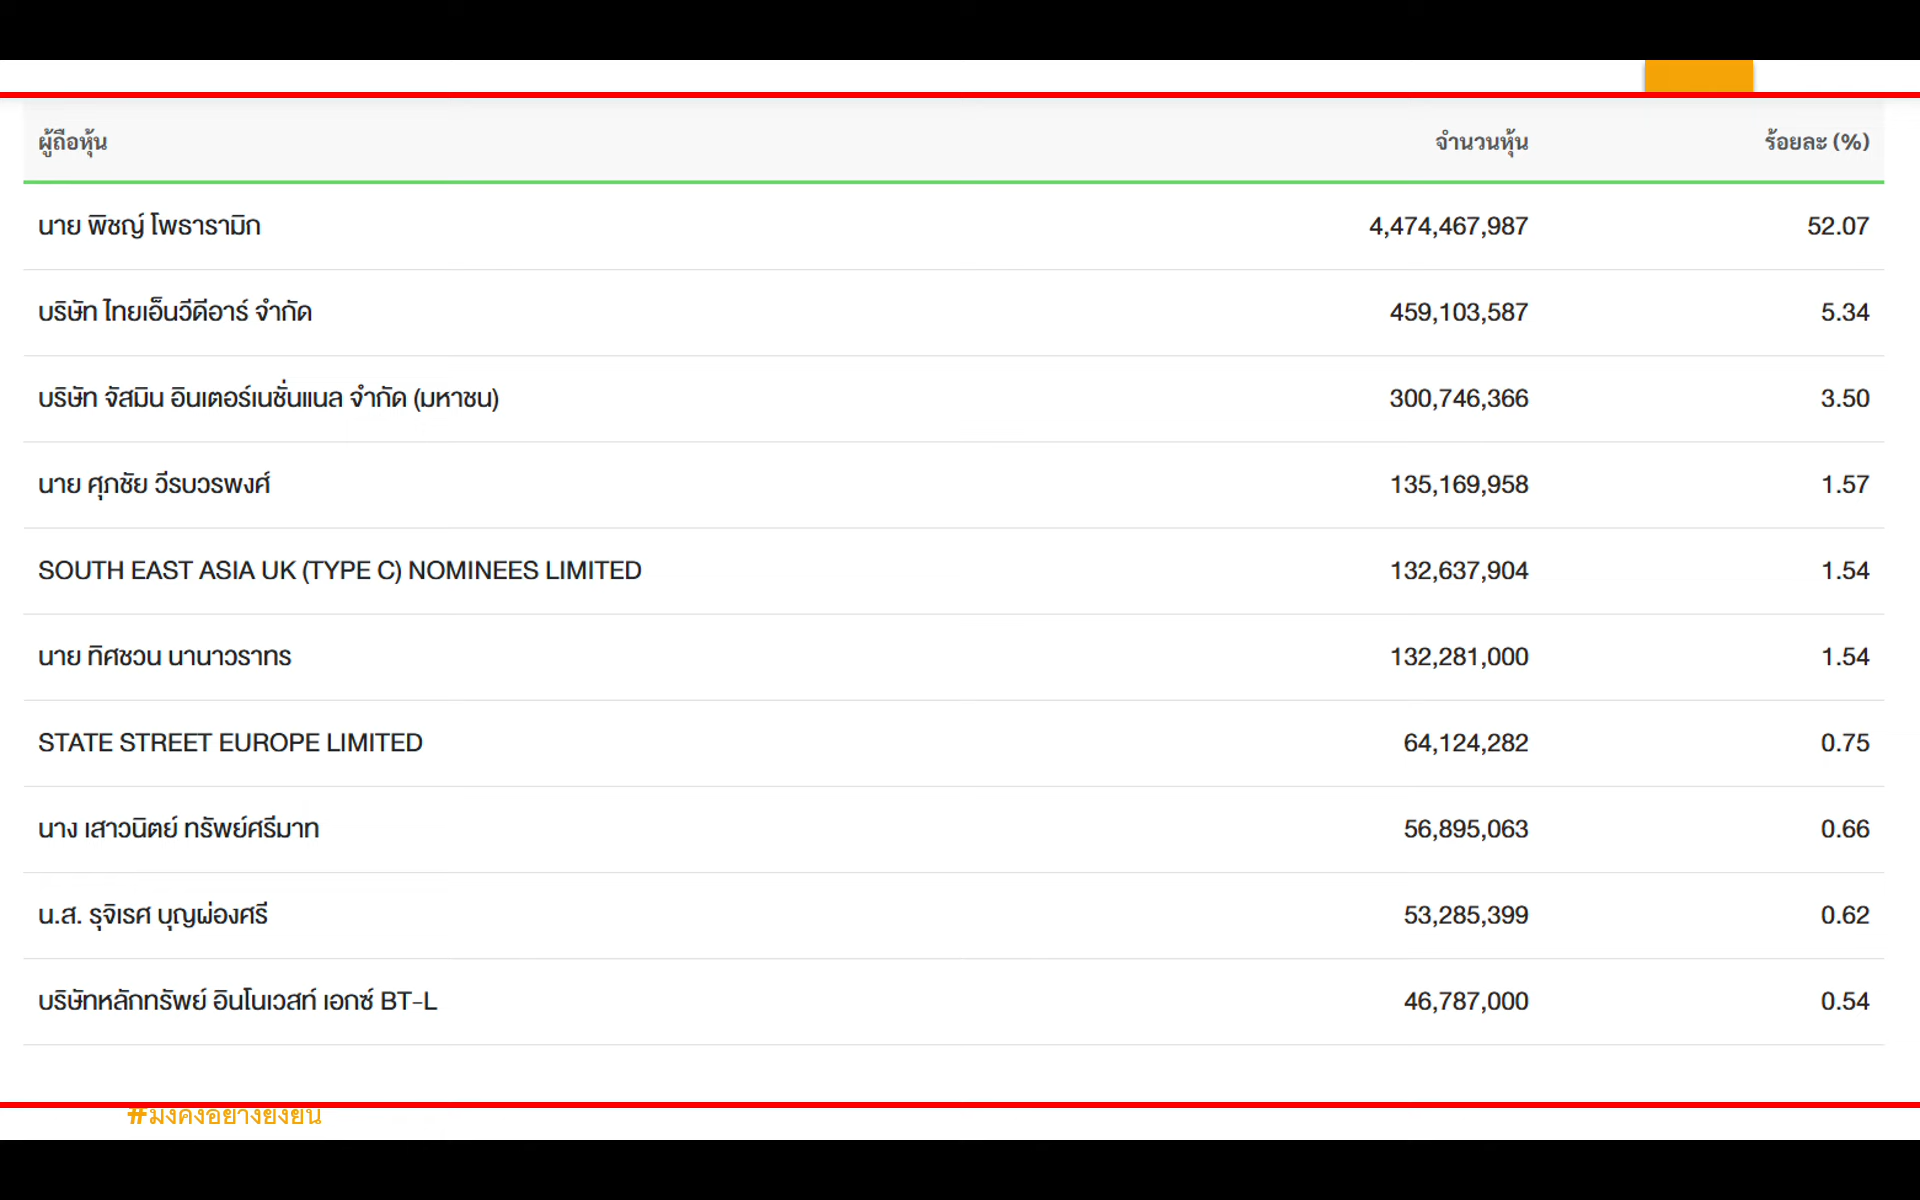 ผู้ถือหุ้น จำนวนหุ้น ร้อยละ (%)
นาย พิชญ์ โพธารามิก 4,474,467,987 52.07
บริษัท ไทยเอ็นวีดีอาร์ จำกัด 459,103,587 5.34
บริษัท จัสมิน อินเตอร์เนชั่นแนล จำกัด (มหาชน) 300,746,366 3.50
นาย ศุภชัย วีรบวรพงศ์ 135,169,958 1.57
SOUTH EAST ASIA UK (TYPE C) NOMINEES LIMITED 132,637,904 1.54
นาย ทิศชวน นานาวราทร 132,281,000 1.54
STATE STREET EUROPE LIMITED 64,124,282 0.75
นาง เสาวนิตย์ ทรัพย์ศรีมาท 56,895,063 0.66
น.ส. รุจิเรศ บุญผ่องศรี 53,285,399 0.62
บริษัทหลักทรัพย์ อินโนเวสท์ เอกซ์ BT-L 46,787,000 0.54
#มั่งคั่งอย่างยั่งยืน